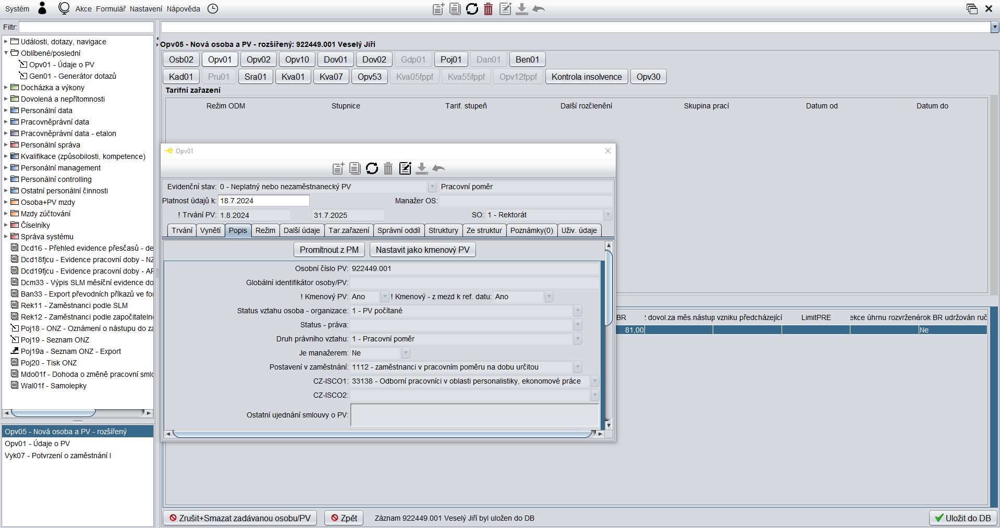 Systém Akce Formulář Nastavení Nápověda
Filtr:
Události, dotazy, navigace
Oblíbené/poslední
Opv01 - Údaje o PV
Gen01 - Generátor dotazů
Docházka a výkony
Dovolená a nepřítomnosti
Personální data
Pracovněprávní data
Pracovněprávní data - etalon
Personální správa
Kvalifikace (způsobilosti, kompetence)
Personální management
Personální controlling
Ostatní personální činnosti
Osoba+PV mzdy
Mzdy zúčtování
Číselníky
Správa systému
Dcd16 - Přehled evidence přesčasů - de
Dcd18fjcu - Evidence pracovní doby - NZ
Dcd19fjcu - Evidence pracovní doby - AF
Dcm33 - Výpis SLM měsíční evidence do
Ban33 - Export převodních příkazů ve for
Rek11 - Zaměstnanci podle SLM
Rek12 - Zaměstnanci podle započitateln
Poj18 - ONZ - Oznámení o nástupu do za
Poj19 - Seznam ONZ
Poj19a - Seznam ONZ - Export
Poj20 - Tisk ONZ
Mdo01f - Dohoda o změně pracovní smlo
Wal01f - Samolepky
Opv05 - Nová osoba a PV - rozšířený
Opv01 - Údaje o PV
Vyk07 - Potvrzení o zaměstnání I
Opv05 - Nová osoba a PV - rozšířený: 922449.001 Veselý Jiří
Osb02 Opv01 Opv02 Opv10 Dov01 Dov02 Gdp01 Poj01 Dan01 Ben01
Kad01 Pru01 Sra01 Kva01 Kva07 Opv53 Kva05fppf Kva55fppf Opv12fppf Kontrola insolvence Opv30
Tarifní zařazení
Režim ODM Stupnice Tarif. stupeň Další rozčlenění Skupina prací Datum od Datum do
Opv01
Evidenční stav: 0 - Neplatný nebo nezaměstnanecký PV Pracovní poměr
Platnost údajů k: 18.7.2024 Manažer OS:
! Trvání PV: 1.8.2024 31.7.2025 SO: 1 - Rektorát
Trvání Vynětí Popis Režim Další údaje Tar.zařazení Správní oddíl Struktury Ze struktur Poznámky(0) Uživ. údaje
Promítnout z PM Nastavit jako kmenový PV
Osobní číslo PV: 922449.001
Globální identifikátor osoby/PV:
! Kmenový PV: Ano ! Kmenový - z mezd k ref. datu: Ano
Status vztahu osoba - organizace: 1 - PV počítané
Status - práva:
Druh právního vztahu: 1 - Pracovní poměr
Je manažerem: Ne
Postavení v zaměstnání: 1112 - zaměstnanci v pracovním poměru na dobu určitou
CZ-ISCO1: 33138 - Odborní pracovníci v oblasti personalistiky, ekonomové práce
CZ-ISCO2:
Ostatní ujednání smlouvy o PV:
BR dovol.za měs.nástup vzniku předcházející LimitPRE ekce úhrnu rozvržené rok BR udržován ruč
81,00 Ne
Zrušit+Smazat zadávanou osobu/PV Zpět Záznam 922449.001 Veselý Jiří byl uložen do DB Uložit do DB